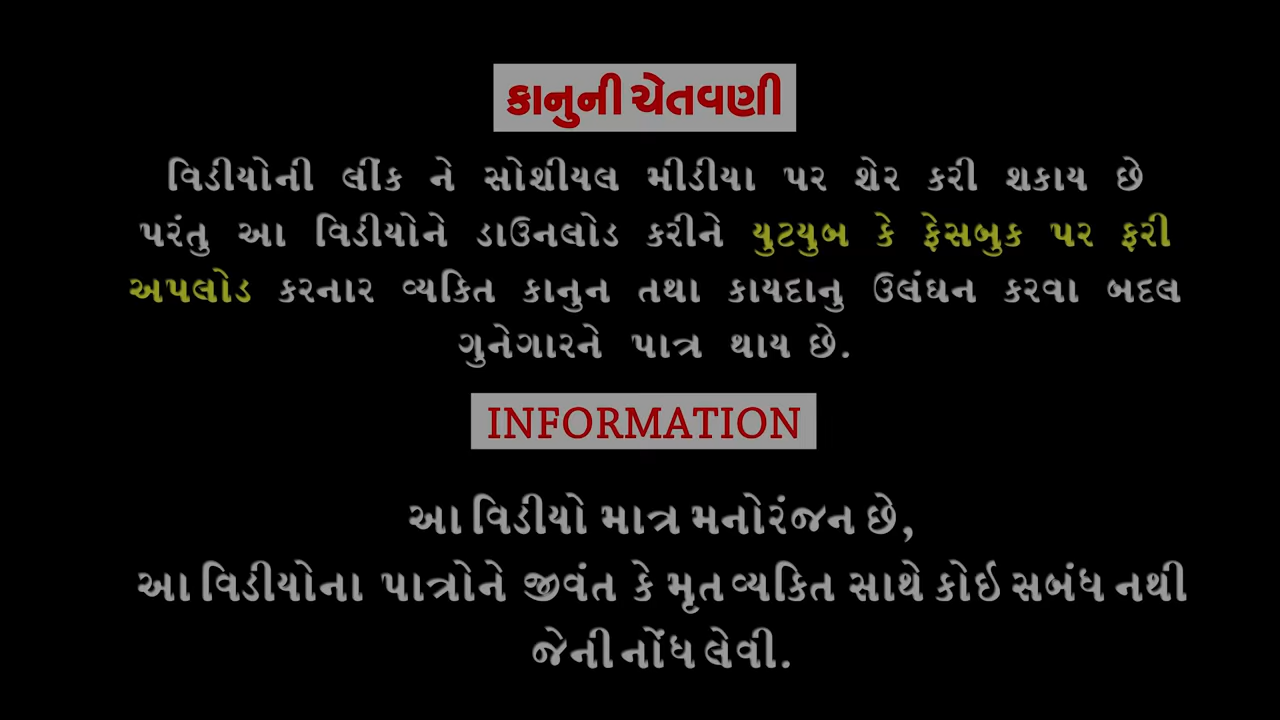 કાનુની ચેતવણી
વિડીયોની લીંક ને સોશીયલ મીડીયા પર શેર કરી શકાય છે
પરંતુ આ વિડીયોને ડાઉનલોડ કરીને યુટયુબ કે ફેસબુક પર ફરી
અપલોડ કરનાર વ્યકિત કાનુન તથા કાયદાનુ ઉલંઘન કરવા બદલ
ગુનેગારને પાત્ર થાય છે.
INFORMATION
આ વિડીયો માત્ર મનોરંજન છે,
આ વિડીયોના પાત્રોને જીવંત કે મૃત વ્યકિત સાથે કોઇ સબંધ નથી
જેની નોંધ લેવી.